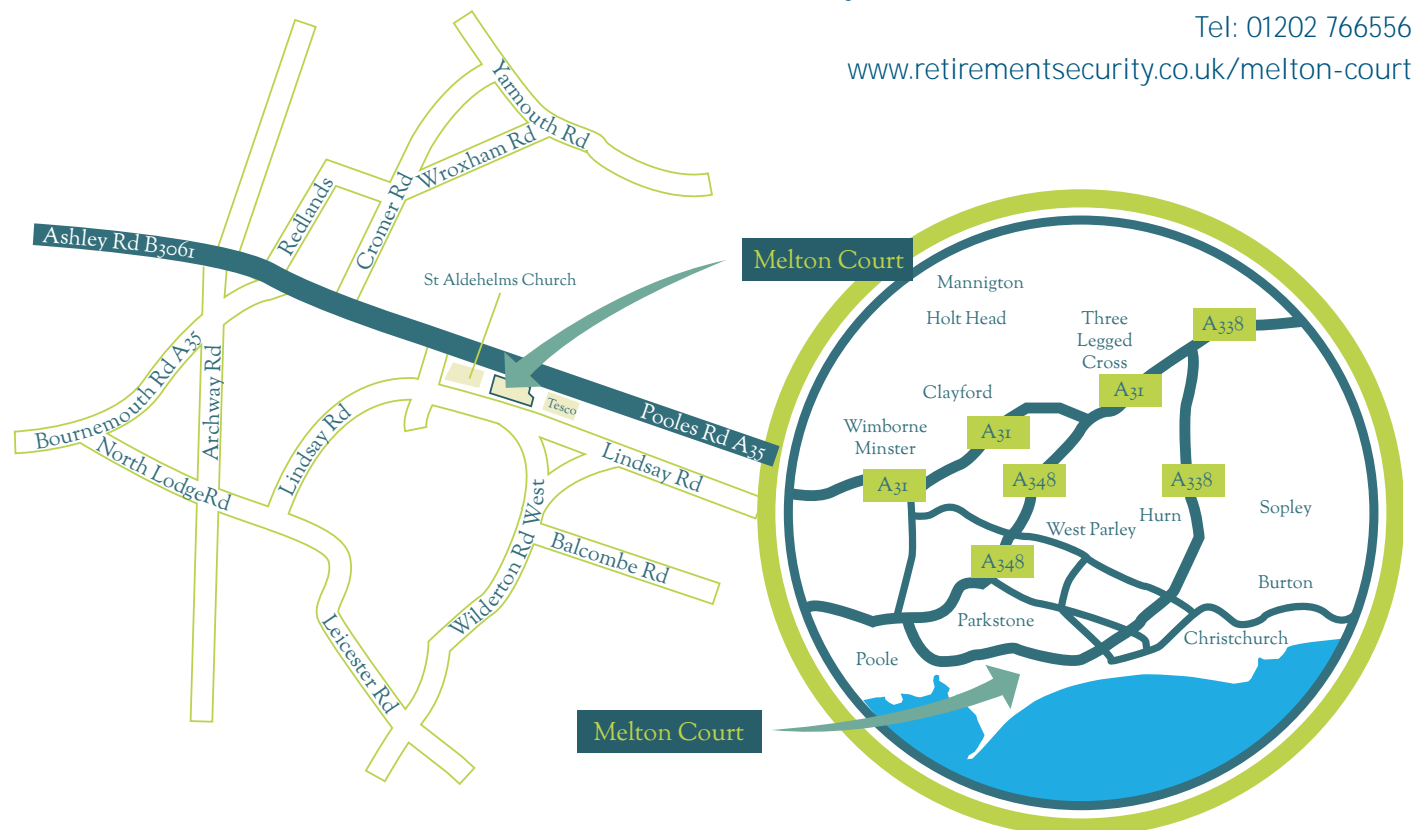 Tel: 01202 766556
www.retirementsecurity.co.uk/melton-court
Yarmouth Rd
Wroxham Rd
Redlands
Cromer Rd
Ashley Rd B3061
St Aldehelms Church
Melton Court
Bournemouth Rd A35
Archway Rd
Lindsay Rd
Tesco
Pooles Rd A35
North LodgeRd
Lindsay Rd
Wilderton Rd West
Balcombe Rd
Leicester Rd
Melton Court
Mannigton
Holt Head
Three
Legged
Cross
A338
A31
Clayford
A31
Wimborne
Minster
A31
A348
A338
Sopley
Hurn
West Parley
A348
Burton
Parkstone
Christchurch
Poole